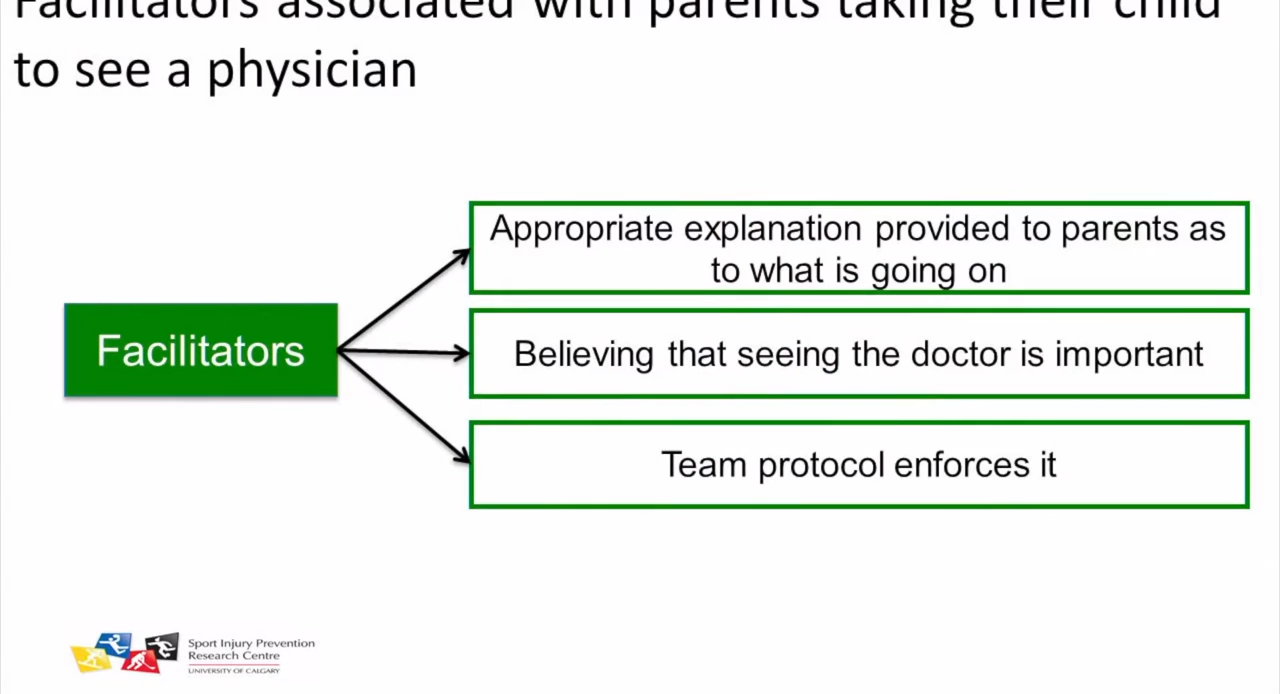 Facilitators associated with parents taking their child
to see a physician
Appropriate explanation provided to parents as
to what is going on
Facilitators
Believing that seeing the doctor is important
Team protocol enforces it
Sport Injury Prevention
Research Centre
UNIVERSITY OF CALGARY